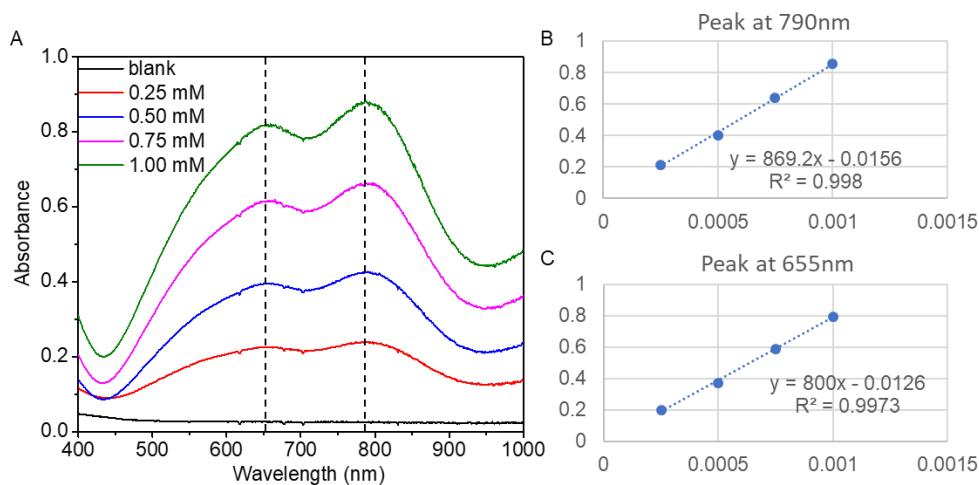 A
Absorbance
1.0
0.8
0.6
0.4
0.2
0.0
blank
0.25 mM
0.50 mM
0.75 mM
1.00 mM
400 500 600 700 800 900 1000
Wavelength (nm)
B
Peak at 790nm
1
0.8
0.6
0.4
0.2
0
y = 869.2x - 0.0156
R² = 0.998
0 0.0005 0.001 0.0015
C
Peak at 655nm
1
0.8
0.6
0.4
0.2
0
y = 800x - 0.0126
R² = 0.9973
0 0.0005 0.001 0.0015